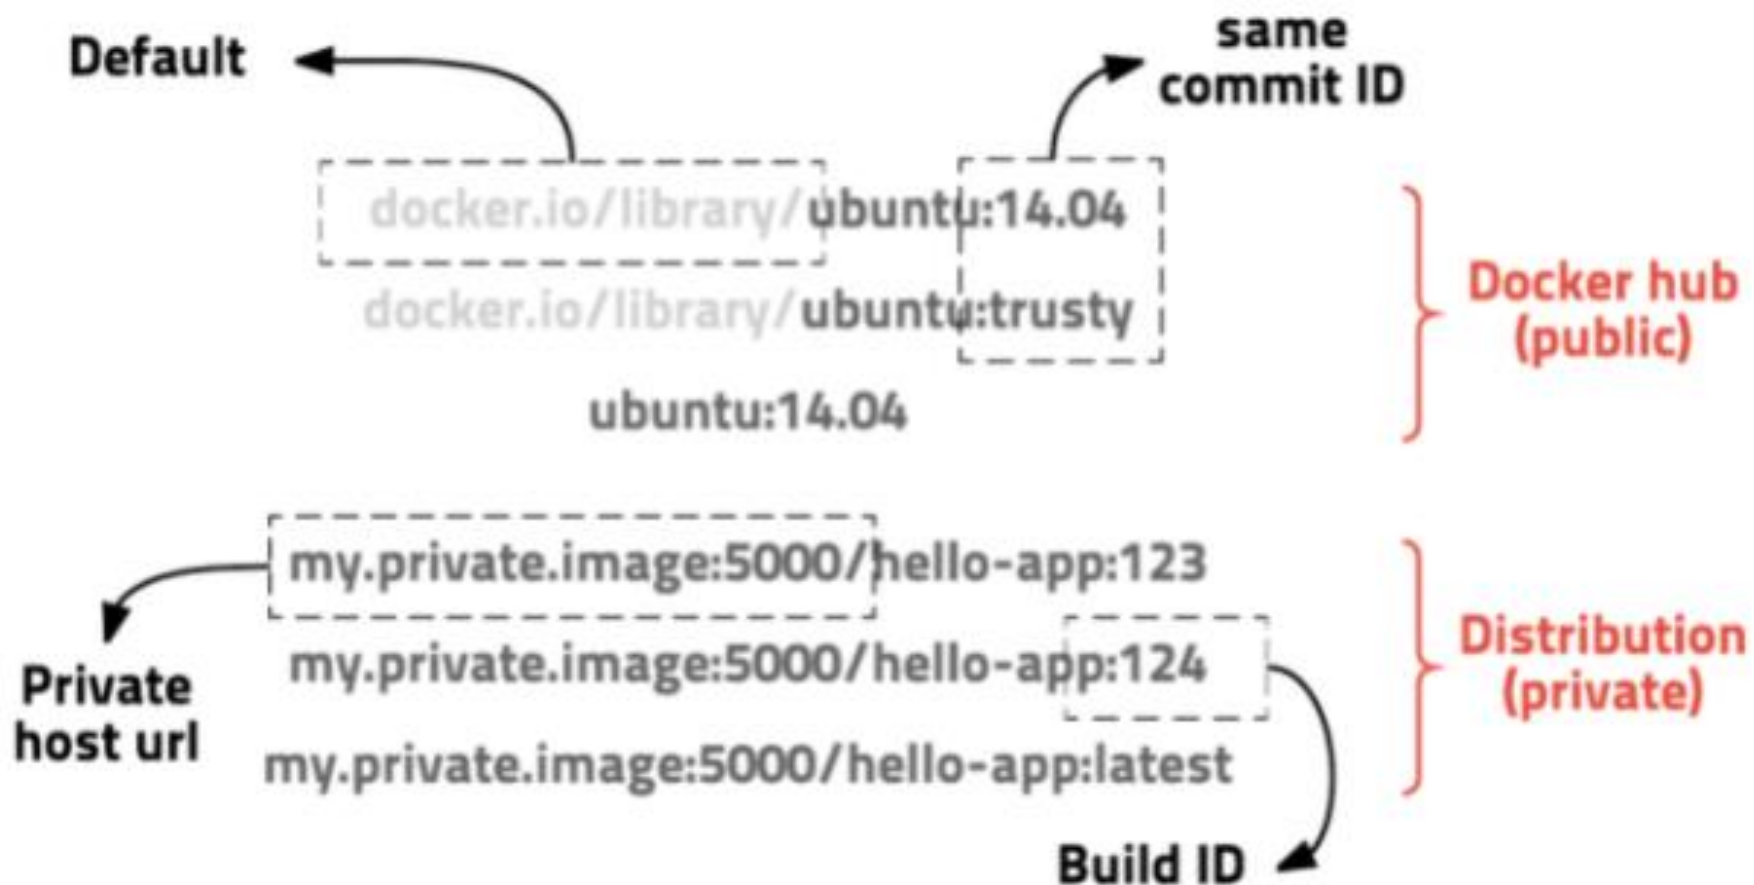 Default
same
commit ID
docker.io/library/ubuntu:14.04
docker.io/library/ubuntu:trusty
ubuntu:14.04
Docker hub
(public)
my.private.image:5000/hello-app:123
my.private.image:5000/hello-app:124
my.private.image:5000/hello-app:latest
Distribution
(private)
Private
host url
Build ID